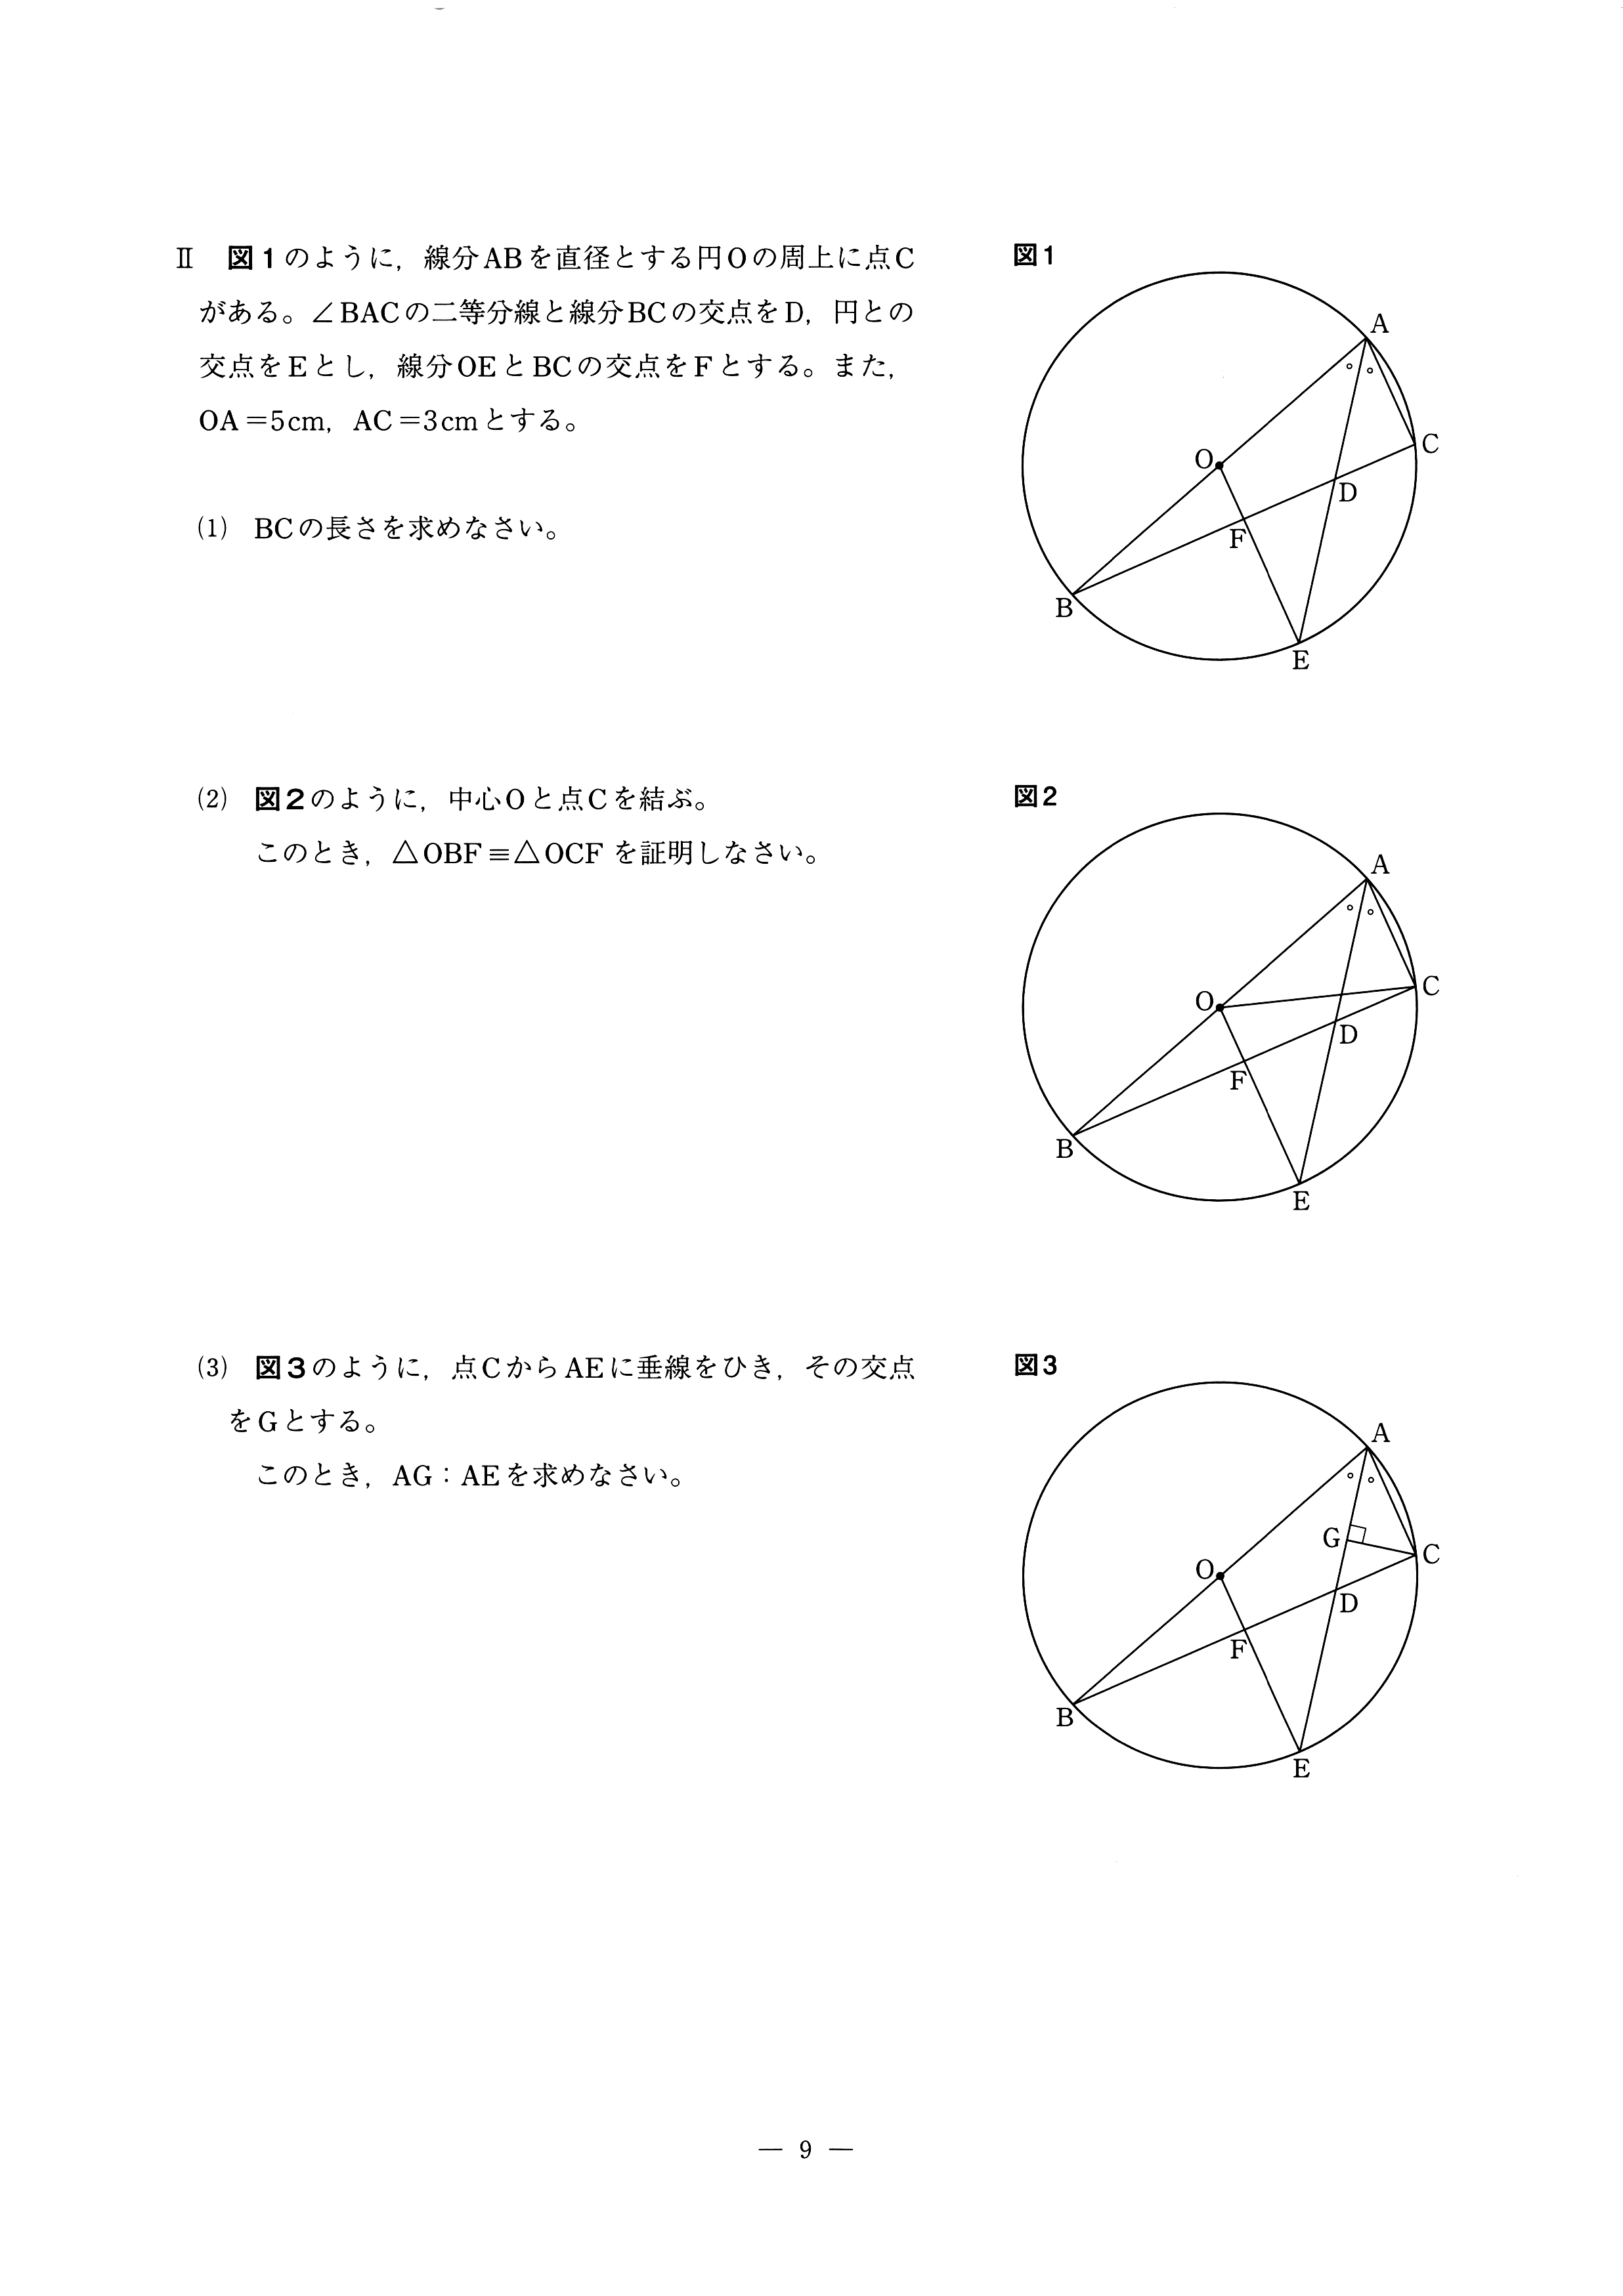 Ⅱ 図1のように，線分ABを直径とする円Oの周上に点C
がある。∠BACの二等分線と線分BCの交点をD，円との
交点をEとし，線分OEとBCの交点をFとする。また，
OA＝5cm，AC＝3cmとする。
(1) BCの長さを求めなさい。
図1
A
O
C
D
F
B
E
(2) 図2のように，中心Oと点Cを結ぶ。
このとき，△OBF≡△OCF を証明しなさい。
図2
A
O
C
D
F
B
E
(3) 図3のように，点CからAEに垂線をひき，その交点
をGとする。
このとき，AG：AEを求めなさい。
図3
A
G
C
O
D
F
B
E
— 9 —